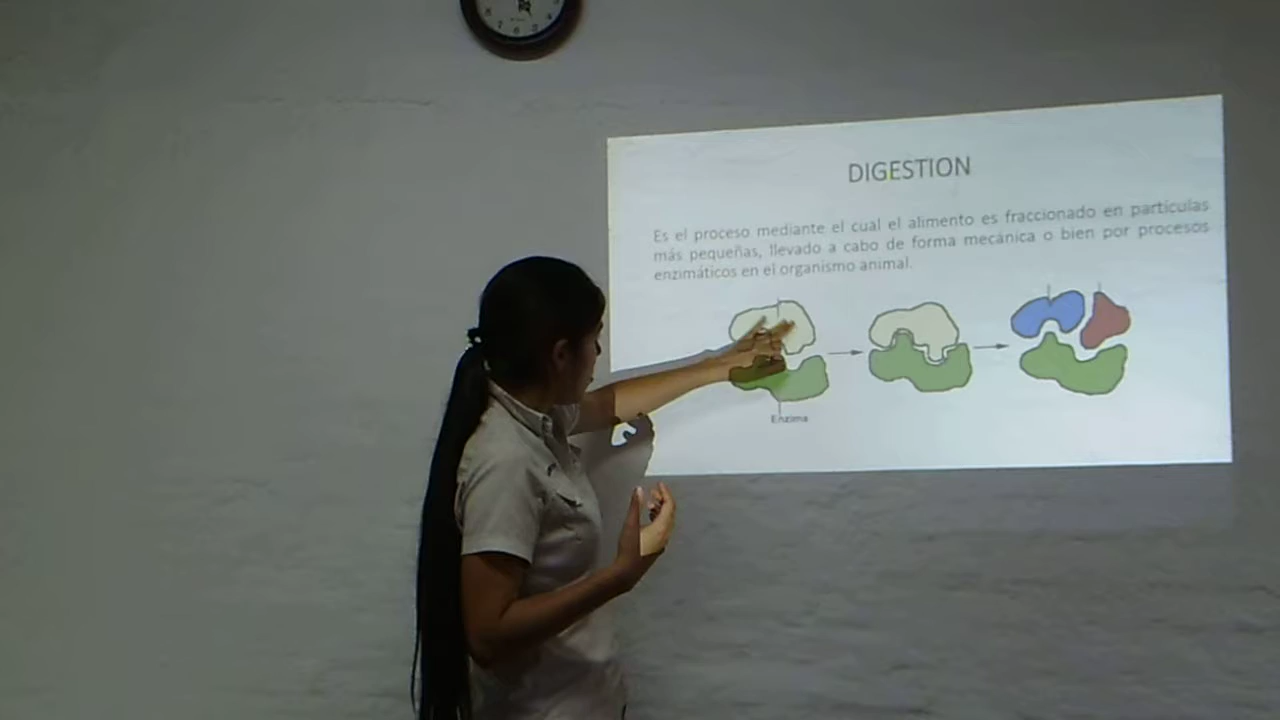 DIGESTION
Es el proceso mediante el cual el alimento es fraccionado en partículas
más pequeñas, llevado a cabo de forma mecánica o bien por procesos
enzimáticos en el organismo animal.
Enzima